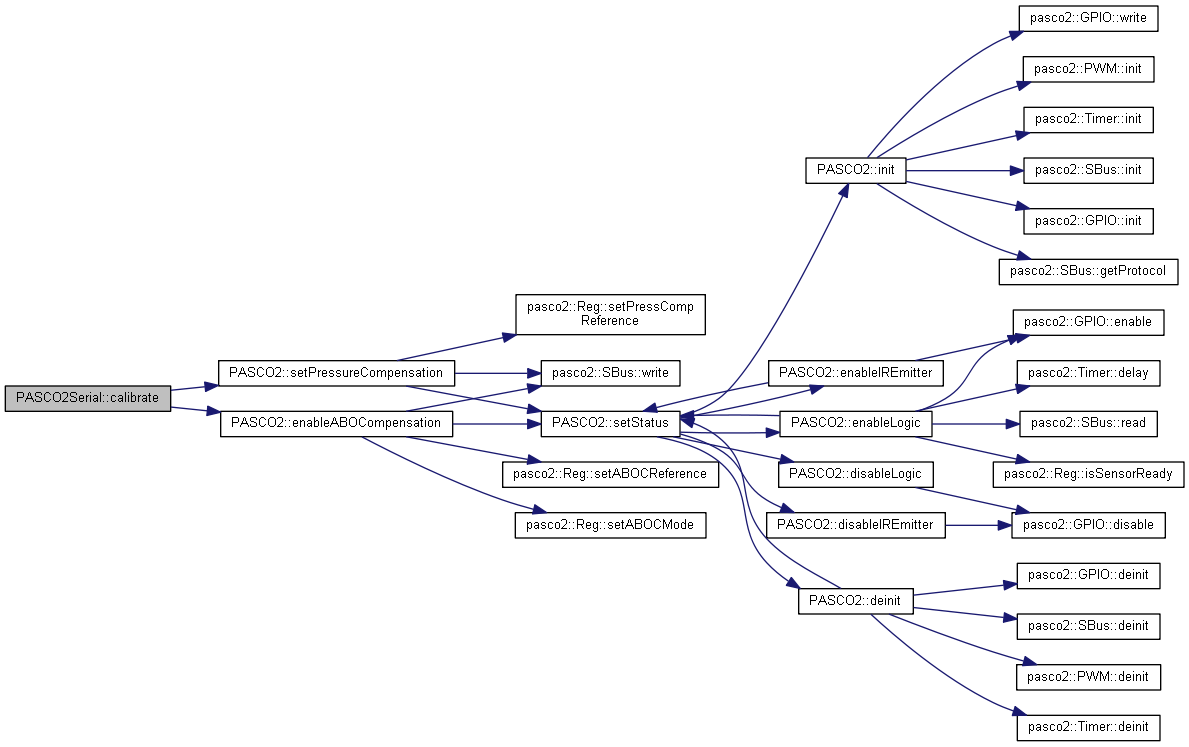 pasco2::GPIO::write
pasco2::PWM::init
pasco2::Timer::init
PASCO2::init
pasco2::SBus::init
pasco2::GPIO::init
pasco2::SBus::getProtocol
pasco2::Reg::setPressComp
Reference
pasco2::GPIO::enable
PASCO2::setPressureCompensation
pasco2::SBus::write
PASCO2::enableIREmitter
pasco2::Timer::delay
PASCO2Serial::calibrate
PASCO2::enableABOCompensation
PASCO2::setStatus
PASCO2::enableLogic
pasco2::SBus::read
pasco2::Reg::setABOCReference
PASCO2::disableLogic
pasco2::Reg::isSensorReady
pasco2::Reg::setABOCMode
PASCO2::disableIREmitter
pasco2::GPIO::disable
pasco2::GPIO::deinit
PASCO2::deinit
pasco2::SBus::deinit
pasco2::PWM::deinit
pasco2::Timer::deinit